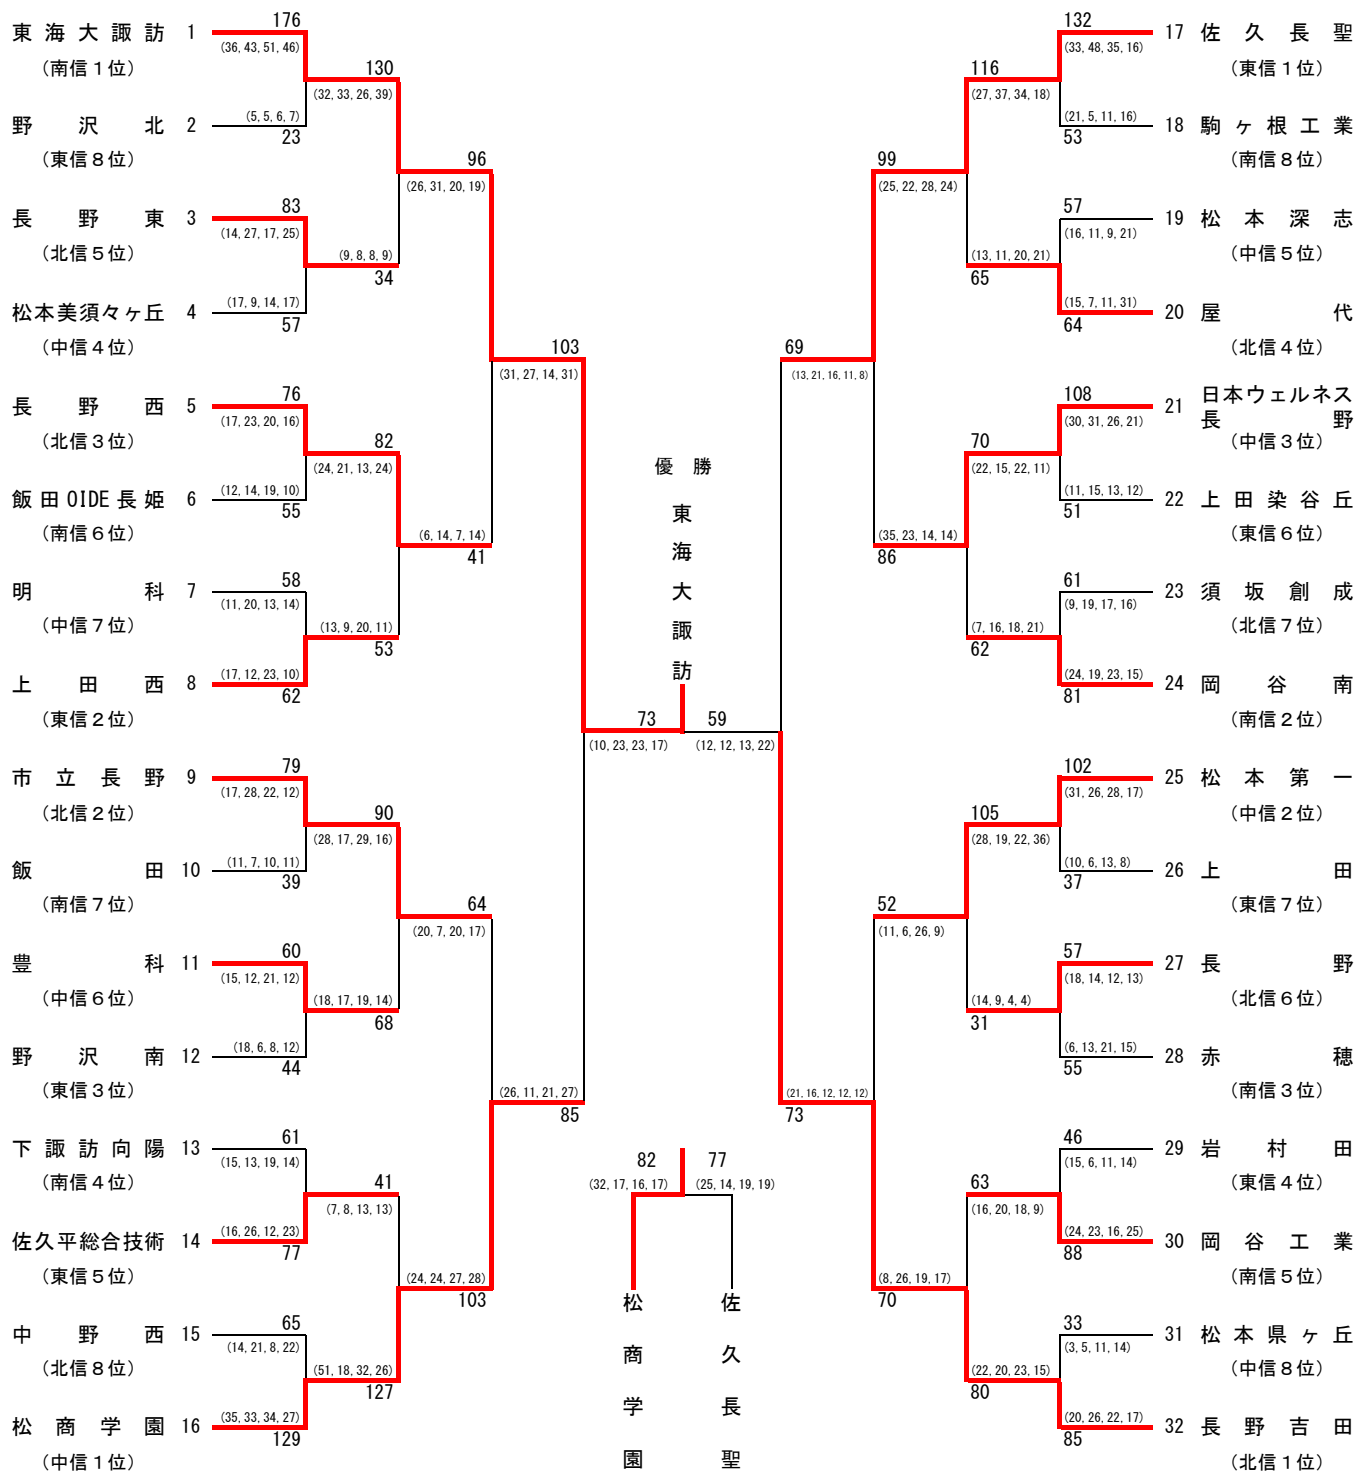 東海大諏訪 1 176
(36, 43, 51, 46)
(南信1位)
130
(32, 33, 26, 39)
野沢北 2 (5, 5, 6, 7)
23
(東信8位)
96
(26, 31, 20, 19)
長野東 3 83
(14, 27, 17, 25)
(北信5位)
(9, 8, 8, 9)
34
松本美須々ヶ丘 4 (17, 9, 14, 17)
57
(中信4位)
103
(31, 27, 14, 31)
長野西 5 76
(17, 23, 20, 16)
(北信3位)
82
(24, 21, 13, 24)
飯田OIDE長姫 6 (12, 14, 19, 10)
55
(南信6位)
(6, 14, 7, 14)
41
明科 7 58
(11, 20, 13, 14)
(中信7位)
(13, 9, 20, 11)
53
上田西 8 (17, 12, 23, 10)
62
(東信2位)
73
(10, 23, 23, 17)
市立長野 9 79
(17, 28, 22, 12)
(北信2位)
90
(28, 17, 29, 16)
飯田 10 (11, 7, 10, 11)
39
(南信7位)
64
(20, 7, 20, 17)
豊科 11 60
(15, 12, 21, 12)
(中信6位)
(18, 17, 19, 14)
68
野沢南 12 (18, 6, 8, 12)
44
(東信3位)
(26, 11, 21, 27)
85
下諏訪向陽 13 61
(15, 13, 19, 14)
(南信4位)
41
(7, 8, 13, 13)
佐久平総合技術 14 (16, 26, 12, 23)
77
(東信5位)
(24, 24, 27, 28)
103
中野西 15 65
(14, 21, 8, 22)
(北信8位)
(51, 18, 32, 26)
127
松商学園 16 (35, 33, 34, 27)
129
(中信1位)
優勝
東海大諏訪
59
(12, 12, 13, 22)
82
(32, 17, 16, 17)
77
(25, 14, 19, 19)
松商学園
佐久長聖
132 17 佐久長聖
(33, 48, 35, 16)
(東信1位)
116
(27, 37, 34, 18)
(21, 5, 11, 16) 18 駒ヶ根工業
53
(南信8位)
99
(25, 22, 28, 24)
57 19 松本深志
(16, 11, 9, 21)
(中信5位)
(13, 11, 20, 21)
65
(15, 7, 11, 31) 20 屋代
64
(北信4位)
69
(13, 21, 16, 11, 8)
108 21 日本ウェルネス
長野
(30, 31, 26, 21)
(中信3位)
70
(22, 15, 22, 11)
(11, 15, 13, 12) 22 上田染谷丘
51
(東信6位)
(35, 23, 14, 14)
86
61 23 須坂創成
(9, 19, 17, 16)
(北信7位)
(7, 16, 18, 21)
62
(24, 19, 23, 15) 24 岡谷南
81
(南信2位)
102 25 松本第一
(31, 26, 28, 17)
(中信2位)
105
(28, 19, 22, 36)
(10, 6, 13, 8) 26 上田
37
(東信7位)
52
(11, 6, 26, 9)
57 27 長野
(18, 14, 12, 13)
(北信6位)
(14, 9, 4, 4)
31
(6, 13, 21, 15) 28 赤穂
55
(南信3位)
(21, 16, 12, 12, 12)
73
46 29 岩村田
(15, 6, 11, 14)
(東信4位)
63
(16, 20, 18, 9)
(24, 23, 16, 25) 30 岡谷工業
88
(南信5位)
(8, 26, 19, 17)
70
33 31 松本県ヶ丘
(3, 5, 11, 14)
(中信8位)
(22, 20, 23, 15)
80
(20, 26, 22, 17) 32 長野吉田
85
(北信1位)